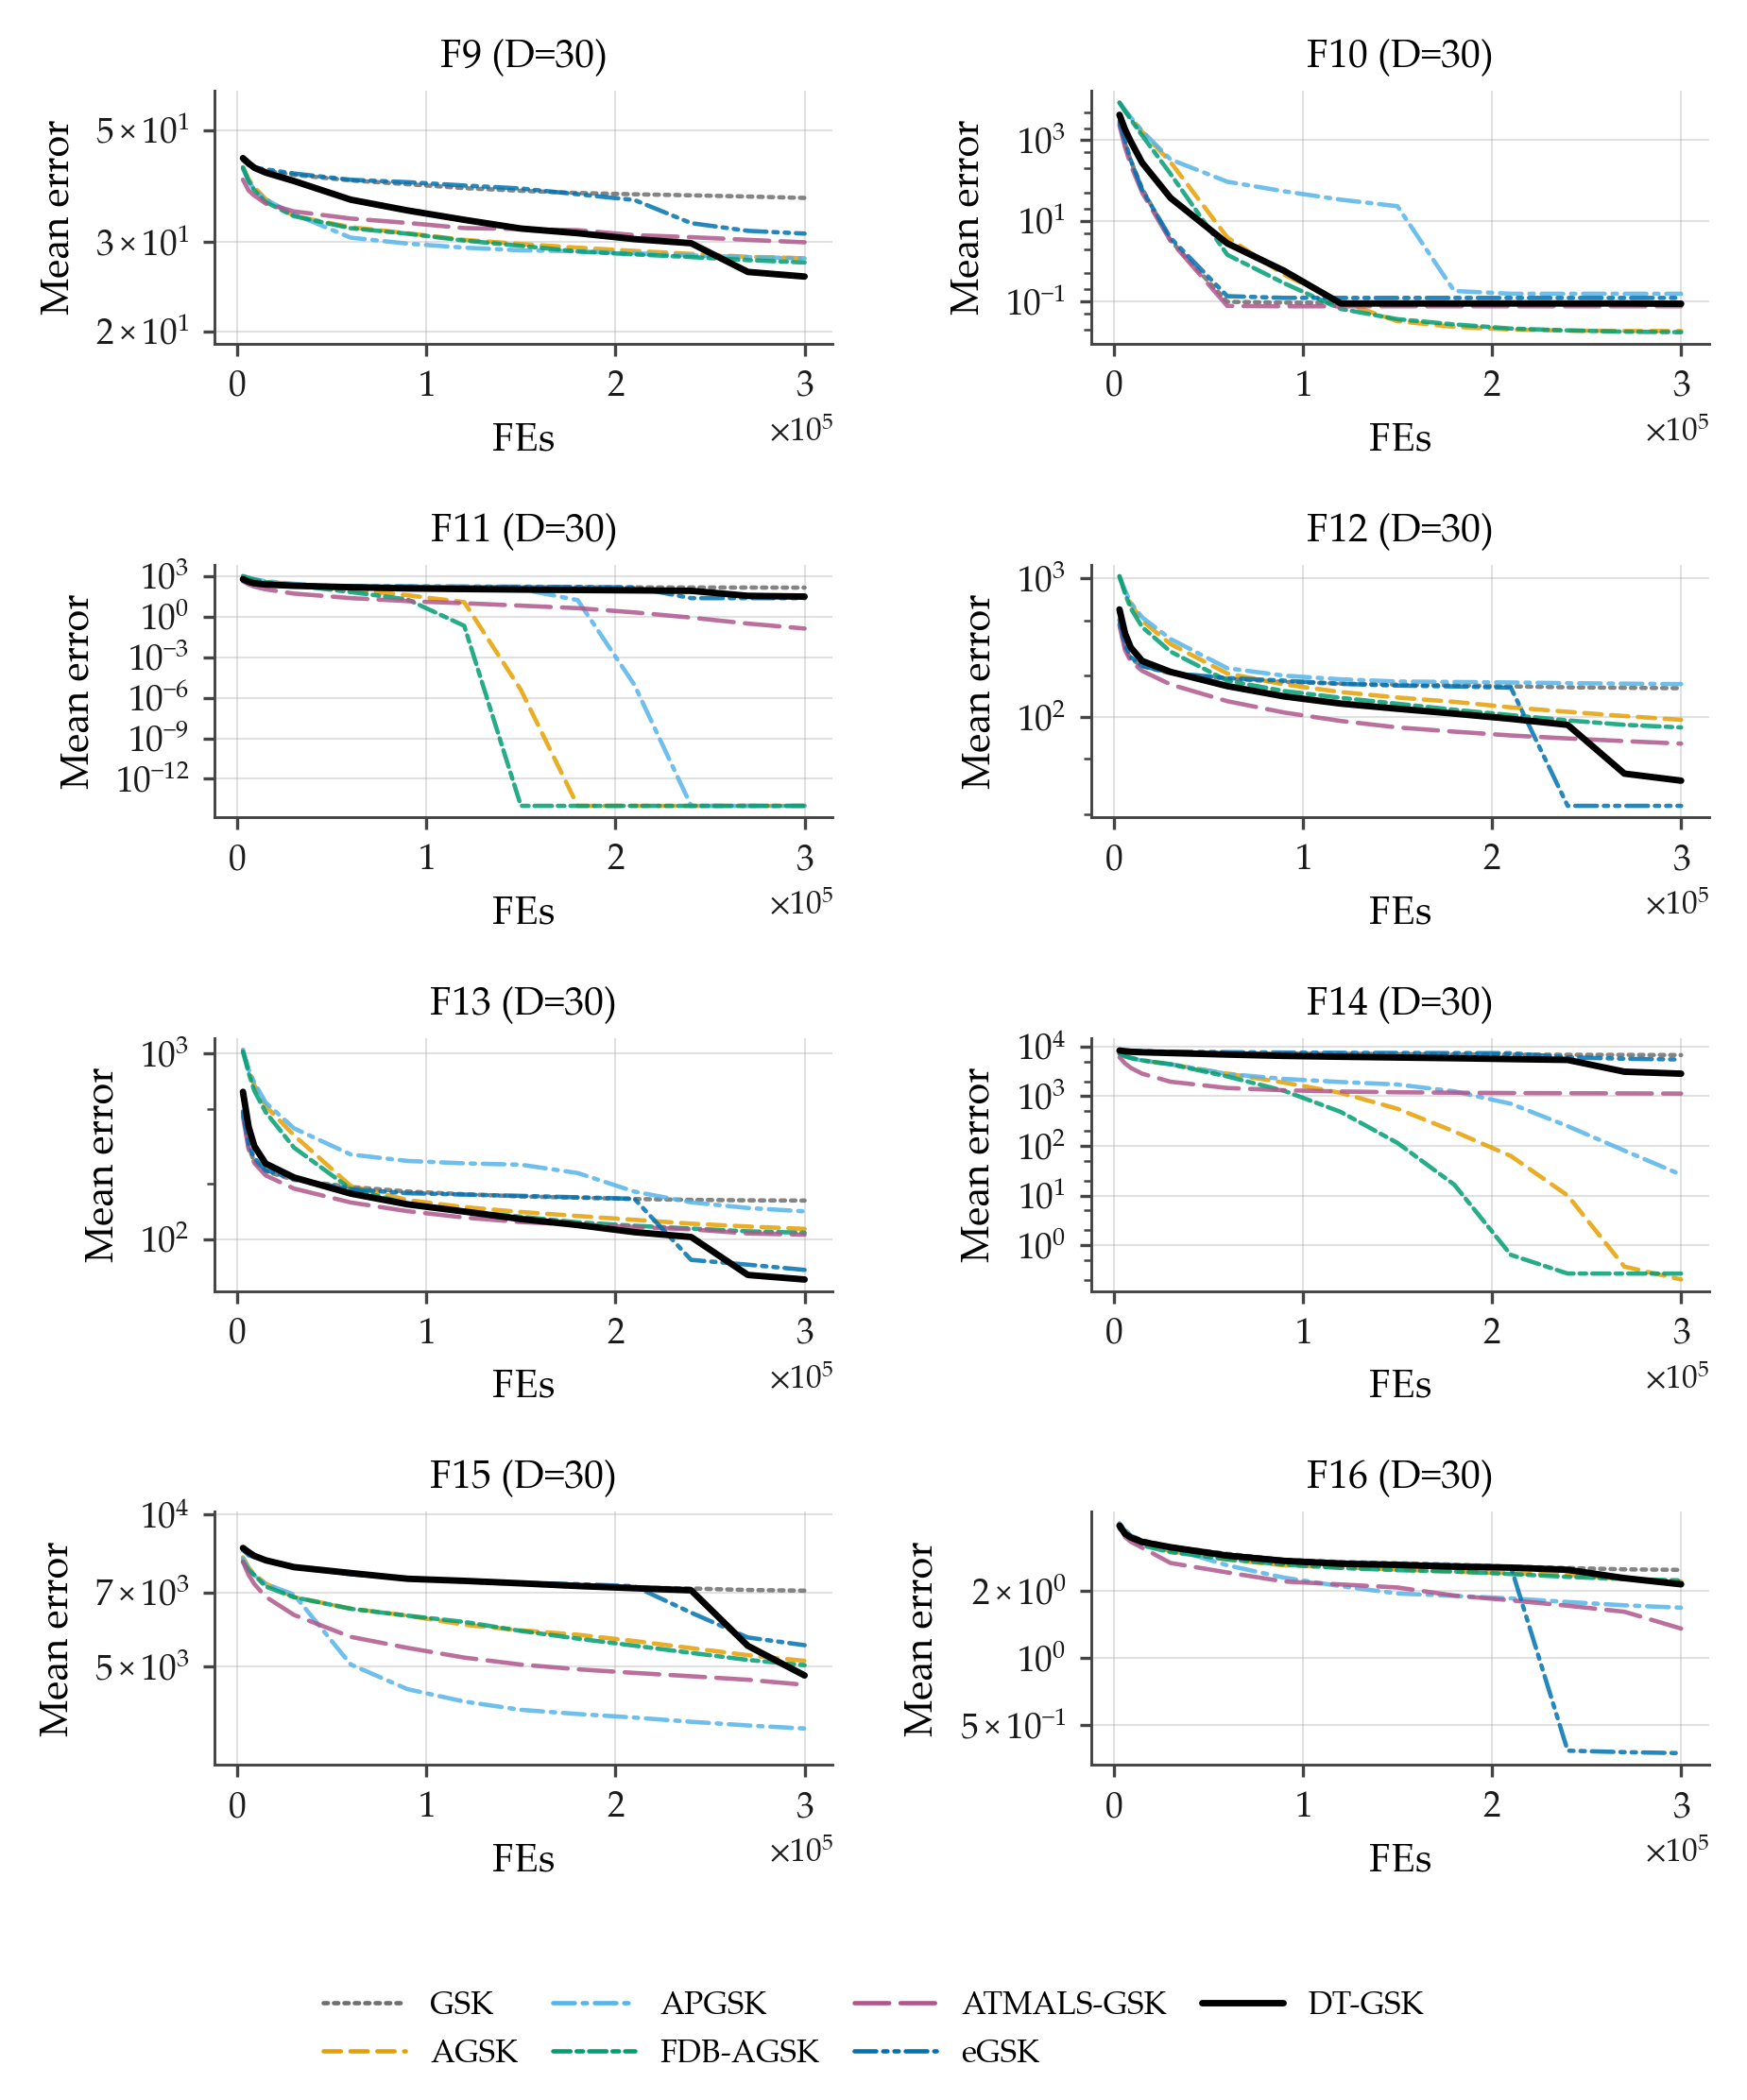 F9 (D=30)
Mean error
5×10¹
3×10¹
2×10¹
0 1 2 3
FEs
×10⁵
F10 (D=30)
Mean error
10³
10¹
10⁻¹
0 1 2 3
FEs
×10⁵
F11 (D=30)
Mean error
10³
10⁰
10⁻³
10⁻⁶
10⁻⁹
10⁻¹²
0 1 2 3
FEs
×10⁵
F12 (D=30)
Mean error
10³
10²
0 1 2 3
FEs
×10⁵
F13 (D=30)
Mean error
10³
10²
0 1 2 3
FEs
×10⁵
F14 (D=30)
Mean error
10⁴
10³
10²
10¹
10⁰
0 1 2 3
FEs
×10⁵
F15 (D=30)
Mean error
10⁴
7×10³
5×10³
0 1 2 3
FEs
×10⁵
F16 (D=30)
Mean error
2×10⁰
10⁰
5×10⁻¹
0 1 2 3
FEs
×10⁵
GSK APGSK ATMALS-GSK DT-GSK
AGSK FDB-AGSK eGSK